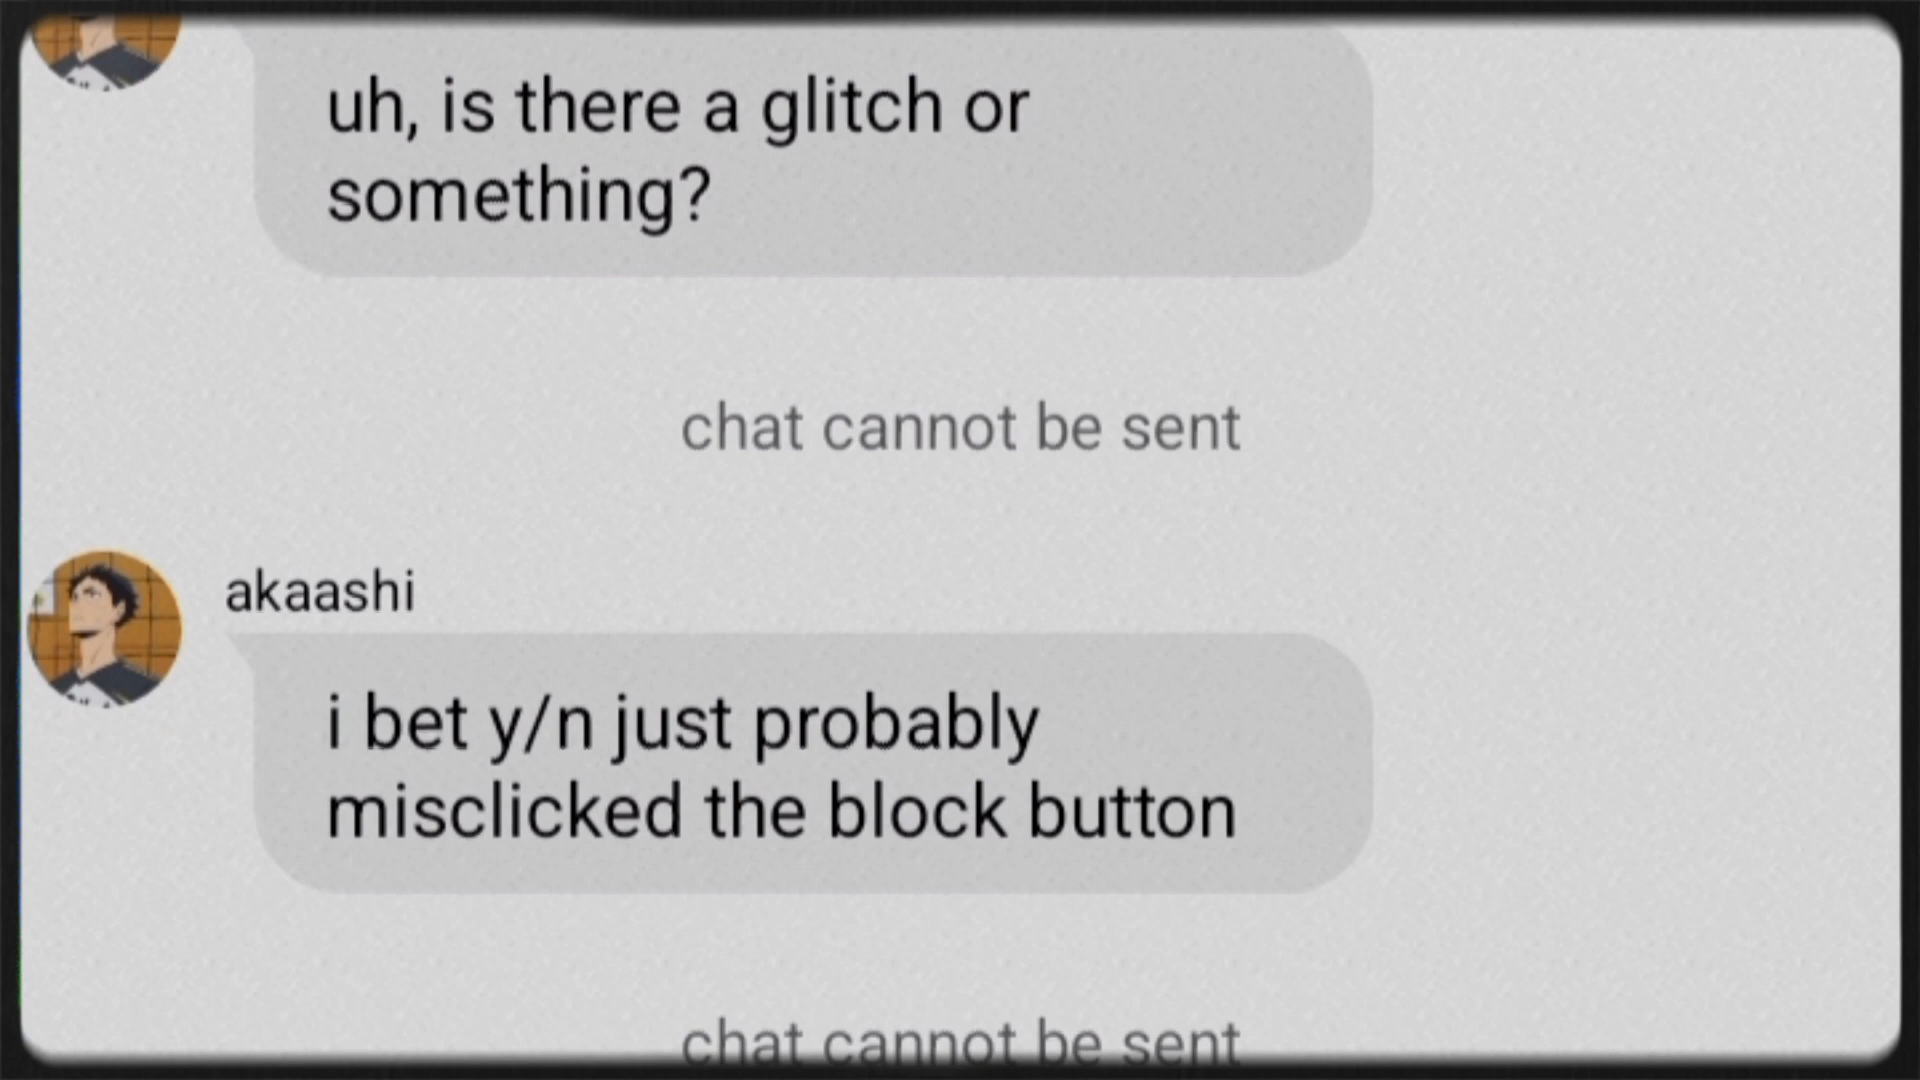 uh, is there a glitch or
something?
chat cannot be sent
akaashi
i bet y/n just probably
misclicked the block button
chat cannot be sent